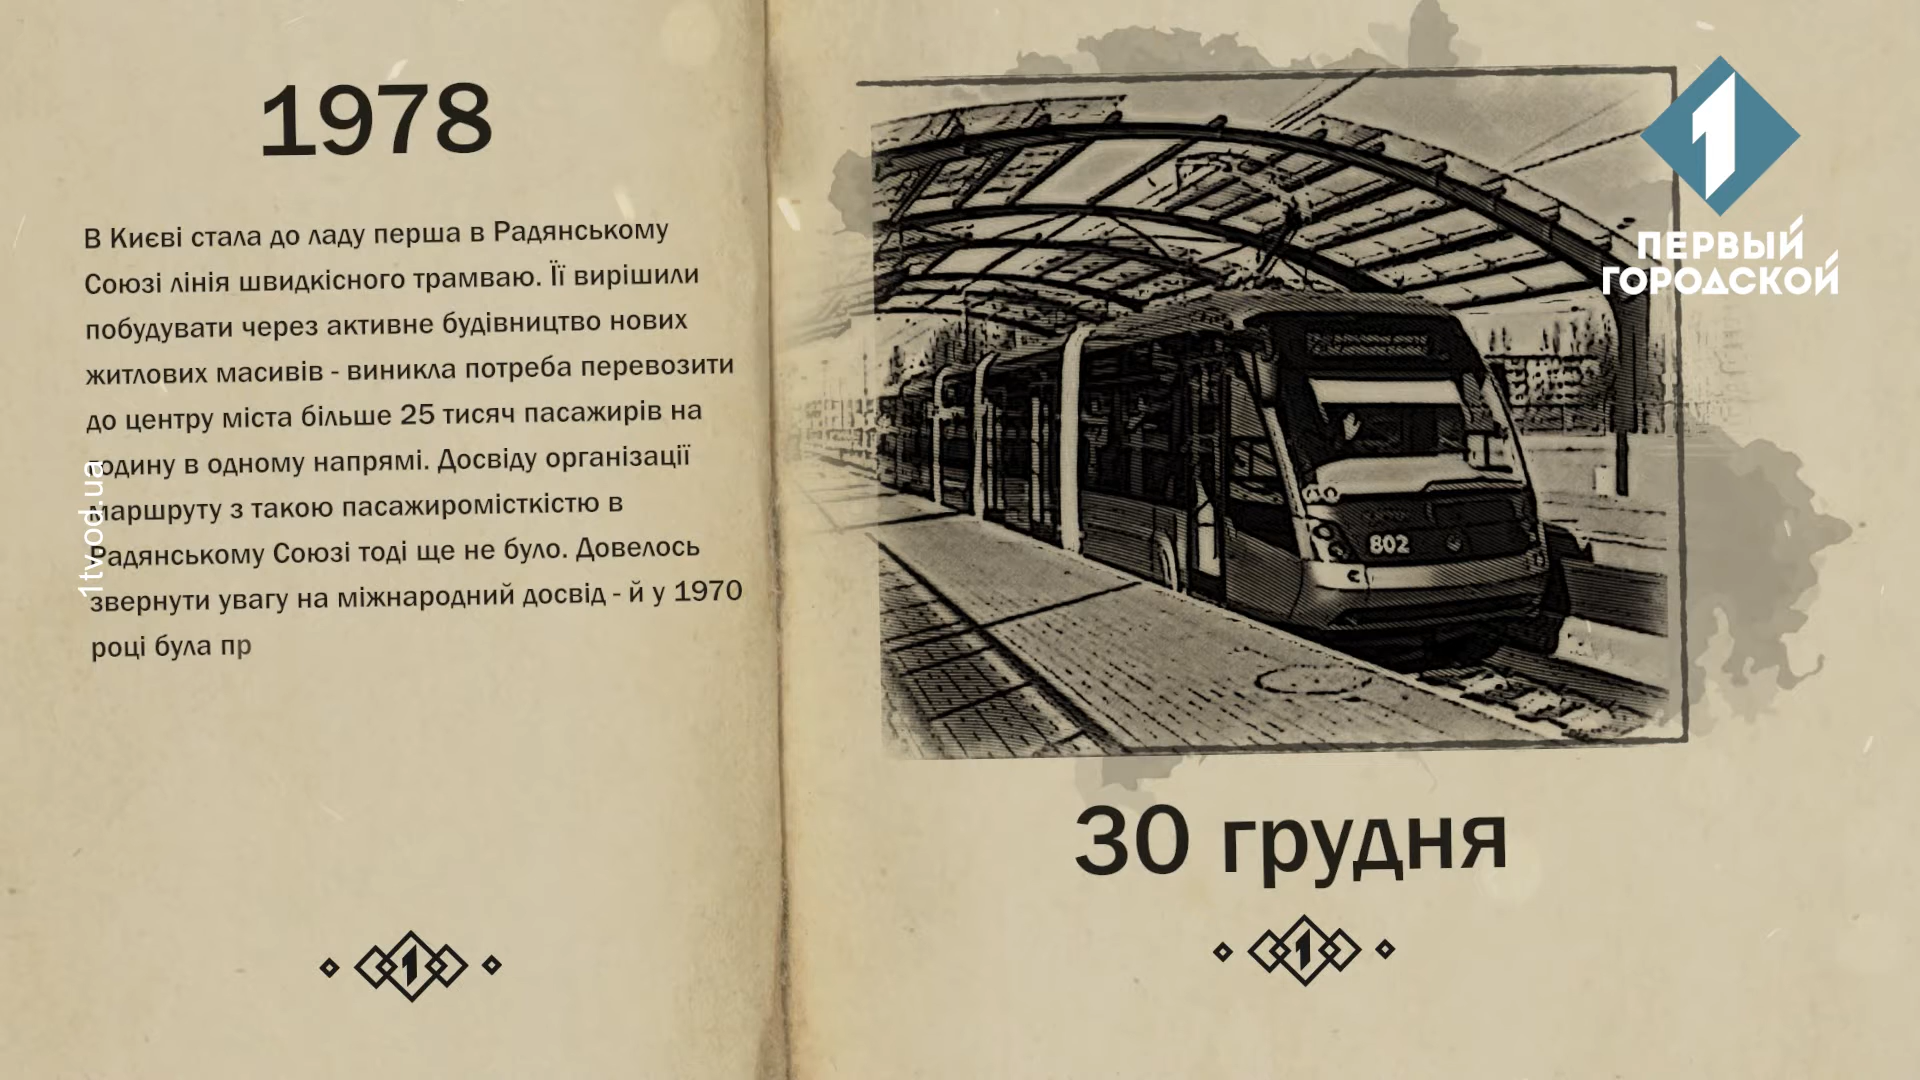 1978
В Києві стала до ладу перша в Радянському
Союзі лінія швидкісного трамваю. Її вирішили
побудувати через активне будівництво нових
житлових масивів - виникла потреба перевозити
до центру міста більше 25 тисяч пасажирів на
годину в одному напрямі. Досвіду організації
маршруту з такою пасажиромісткістю в
Радянському Союзі тоді ще не було. Довелось
звернути увагу на міжнародний досвід - й у 1970
році була пр
1tvod.ua
802
30 грудня
1
ПЕРВЫЙ
ГОРОДСКОЙ
1
1